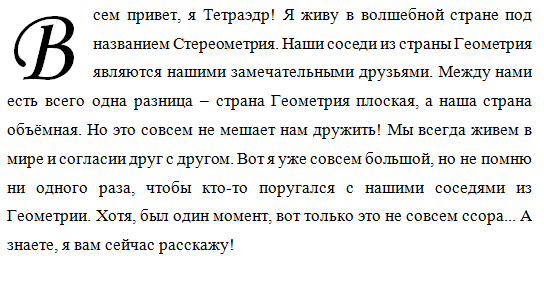 Всем привет, я Тетраэдр! Я живу в волшебной стране под
названием Стереометрия. Наши соседи из страны Геометрия
являются нашими замечательными друзьями. Между нами
есть всего одна разница – страна Геометрия плоская, а наша страна
объёмная. Но это совсем не мешает нам дружить! Мы всегда живем в
мире и согласии друг с другом. Вот я уже совсем большой, но не помню
ни одного раза, чтобы кто-то поругался с нашими соседями из
Геометрии. Хотя, был один момент, вот только это не совсем ссора... А
знаете, я вам сейчас расскажу!